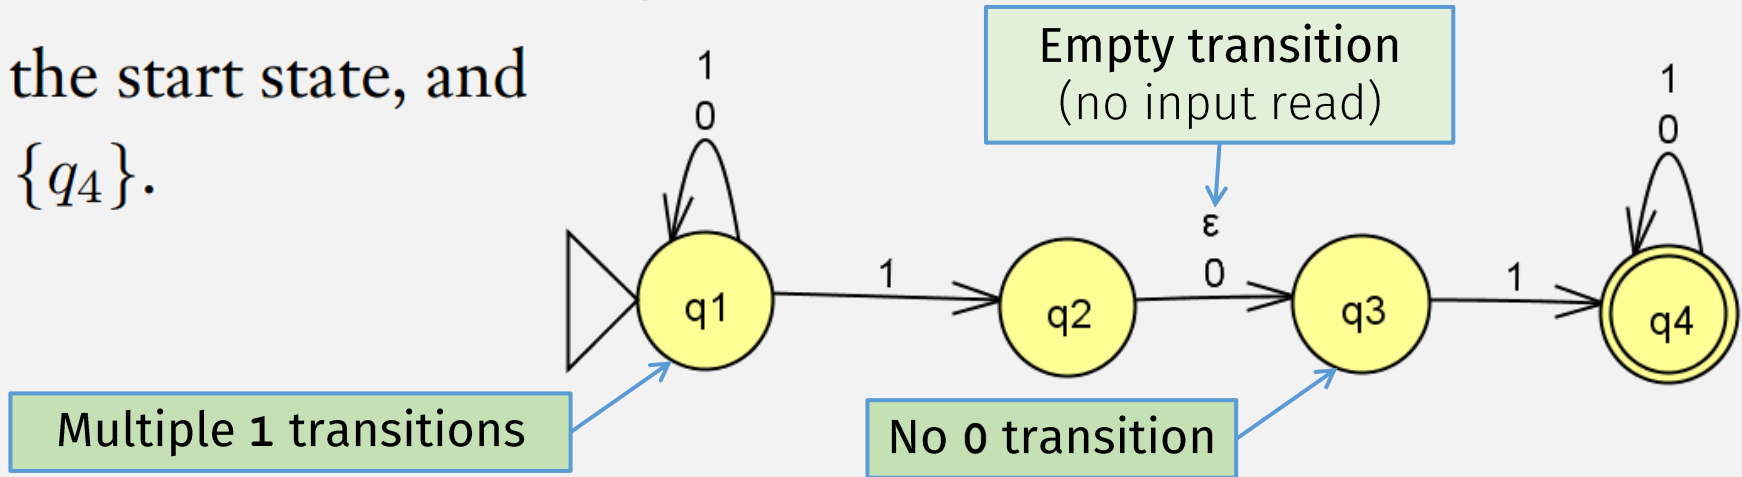 the start state, and
{q4}.
Empty transition
(no input read)
1
0
1
0
ε
0
1
1
q1
q2
q3
q4
Multiple 1 transitions
No 0 transition